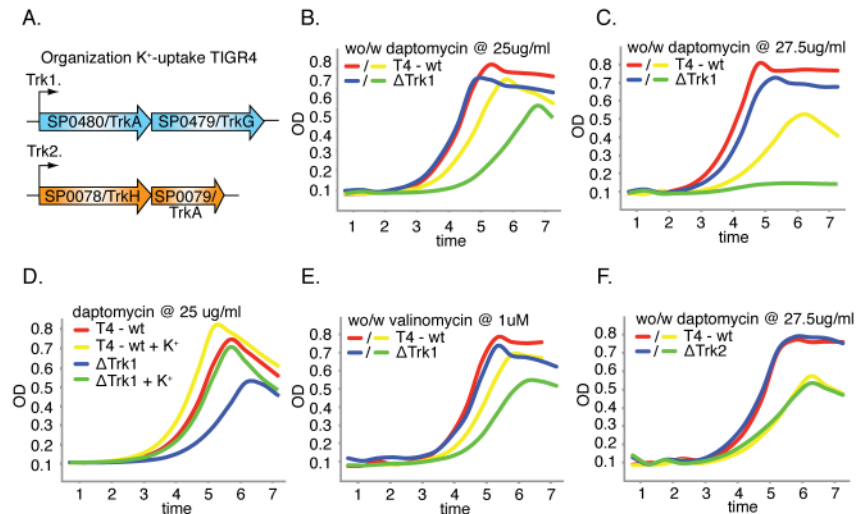 A.
Organization K⁺-uptake TIGR4
Trk1.
SP0480/TrkA SP0479/TrkG
Trk2.
SP0078/TrkH SP0079/
TrkA
B.
wo/w daptomycin @ 25ug/ml
/ T4 - wt
/ ΔTrk1
OD
0.8
0.7
0.6
0.5
0.4
0.3
0.2
0.1
1 2 3 4 5 6 7
time
C.
wo/w daptomycin @ 27.5ug/ml
/ T4 - wt
/ ΔTrk1
OD
0.8
0.7
0.6
0.5
0.4
0.3
0.2
0.1
1 2 3 4 5 6 7
time
D.
daptomycin @ 25 ug/ml
T4 - wt
T4 - wt + K⁺
ΔTrk1
ΔTrk1 + K⁺
OD
0.8
0.7
0.6
0.5
0.4
0.3
0.2
0.1
1 2 3 4 5 6 7
time
E.
wo/w valinomycin @ 1uM
/ T4 - wt
/ ΔTrk1
OD
0.8
0.7
0.6
0.5
0.4
0.3
0.2
0.1
1 2 3 4 5 6 7
time
F.
wo/w daptomycin @ 27.5ug/ml
/ T4 - wt
/ ΔTrk2
OD
0.8
0.7
0.6
0.5
0.4
0.3
0.2
0.1
1 2 3 4 5 6 7
time